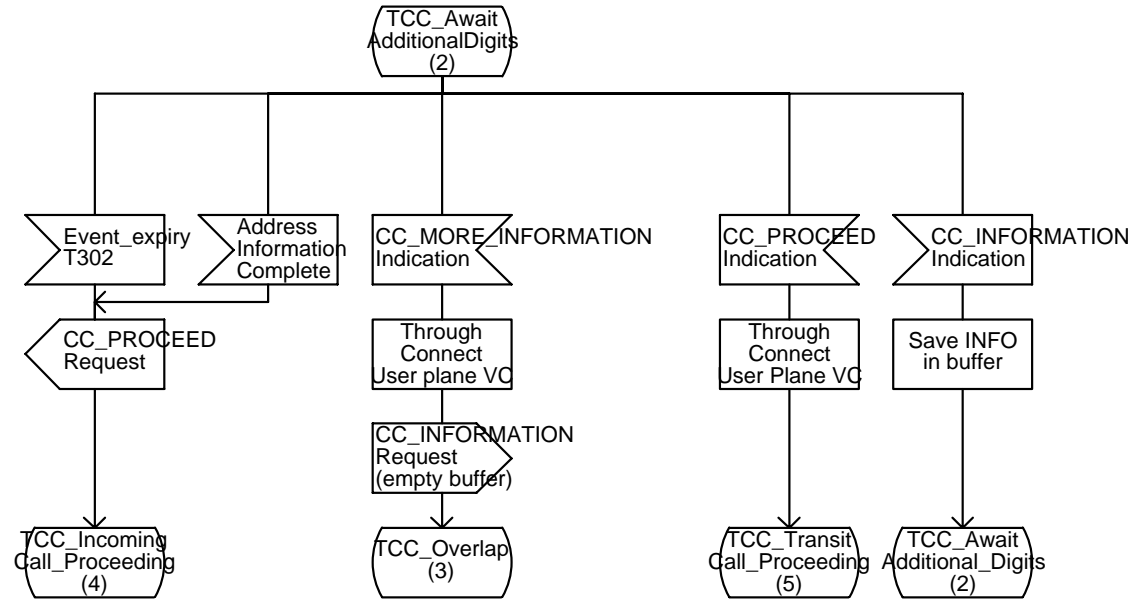 TCC_Await
AdditionalDigits
(2)
Event_expiry
T302
Address
Information
Complete
CC_MORE_INFORMATION
Indication
CC_PROCEED
Indication
CC_INFORMATION
Indication
CC_PROCEED
Request
Through
Connect
User plane VC
Through
Connect
User Plane VC
Save INFO
in buffer
CC_INFORMATION
Request
(empty buffer)
TCC_Incoming
Call_Proceeding
(4)
TCC_Overlap
(3)
TCC_Transit
Call_Proceeding
(5)
TCC_Await
Additional_Digits
(2)